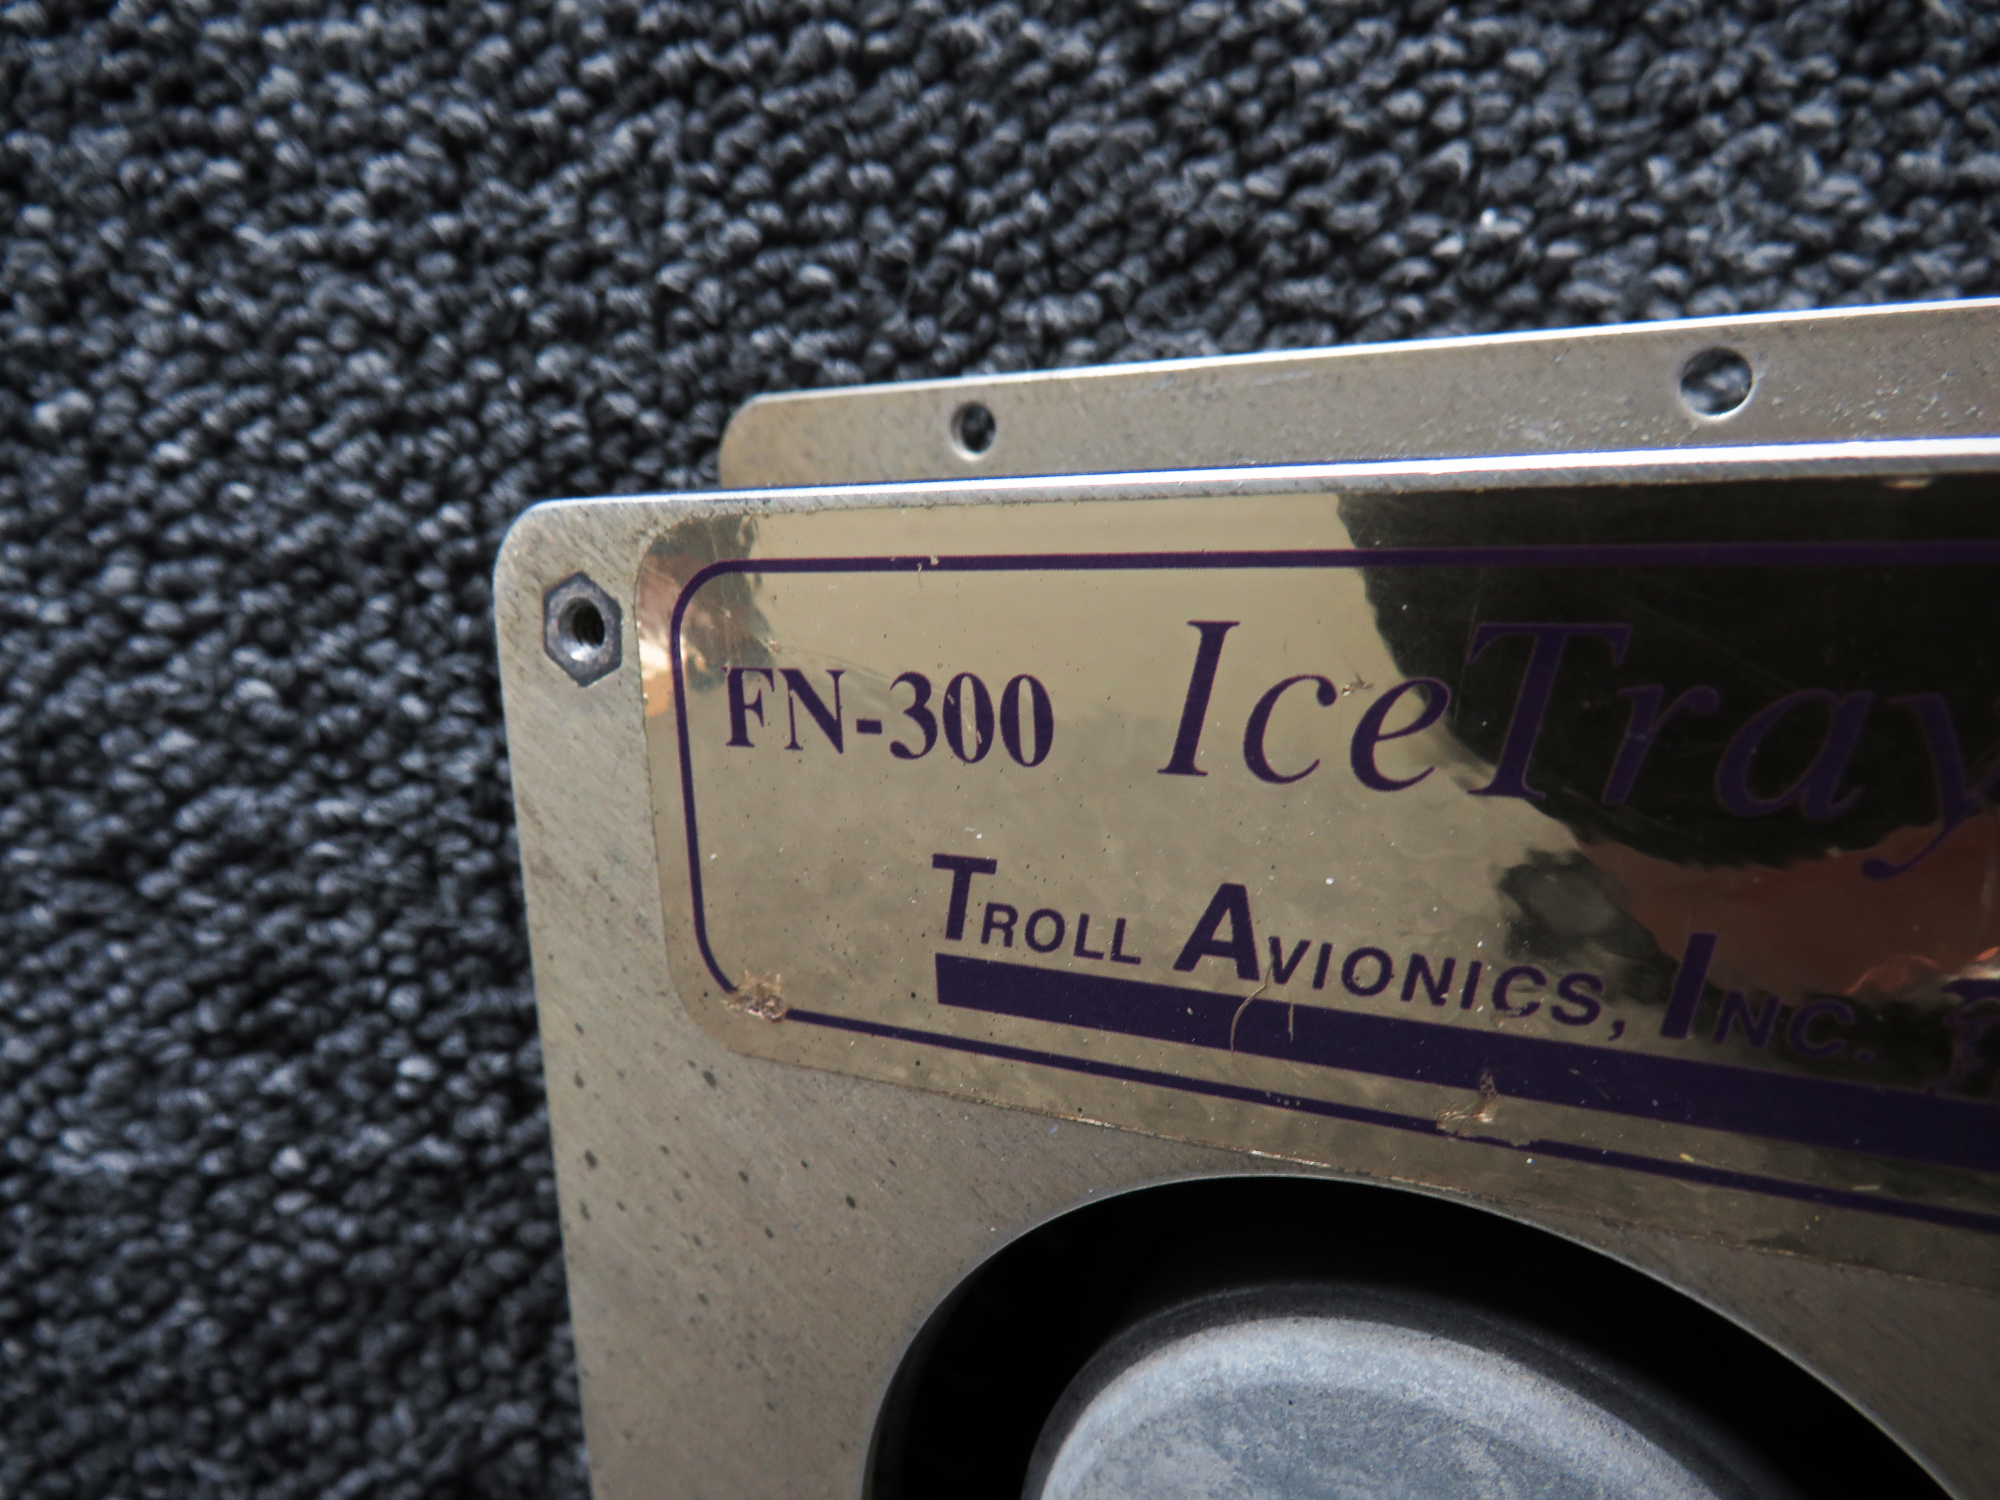 FN-300 IceTray
TROLL AVIONICS, INC.